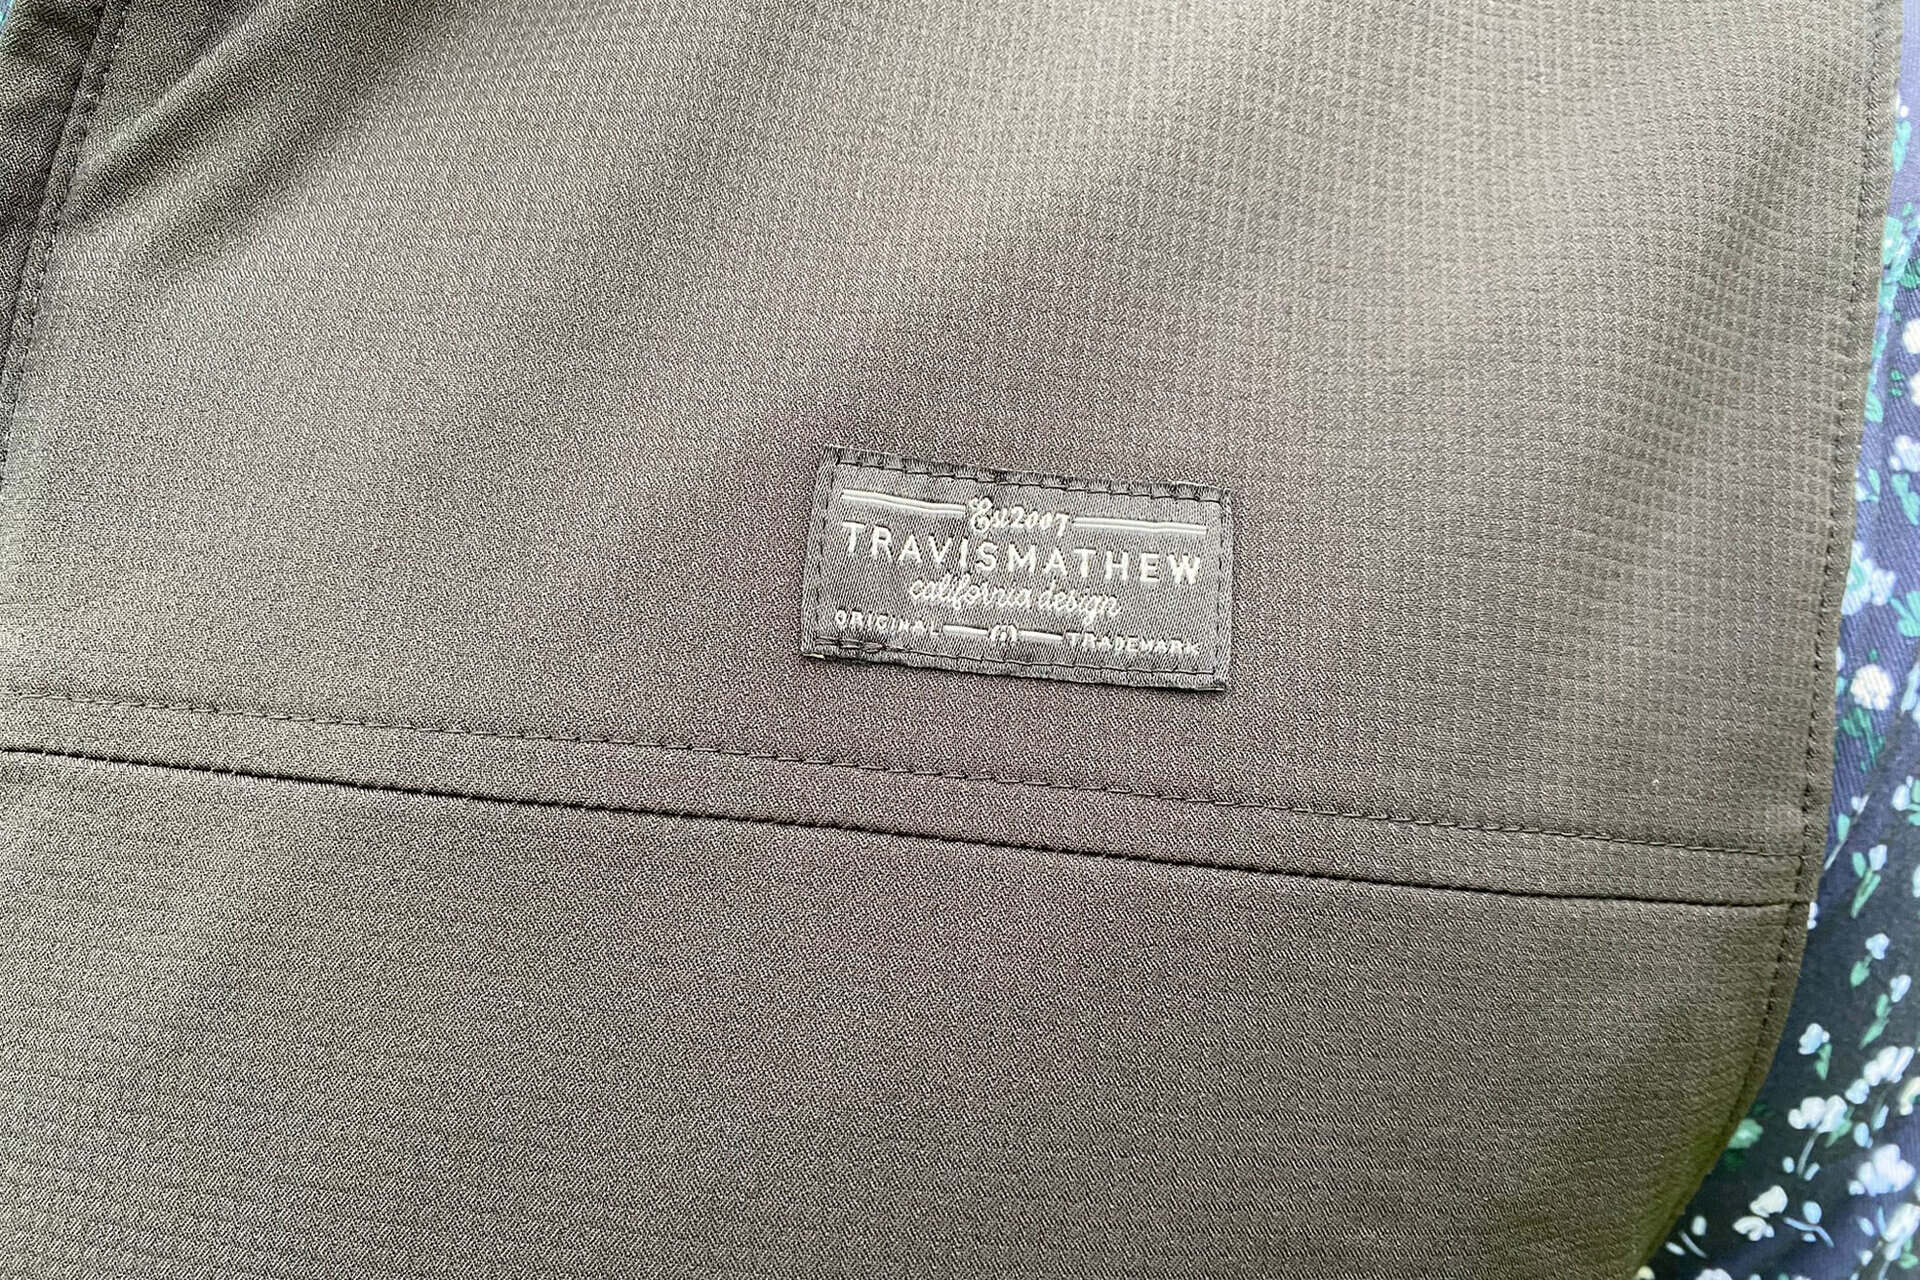 Est 2007
TRAVISMATHEW
california design
ORIGINAL TRADEMARK